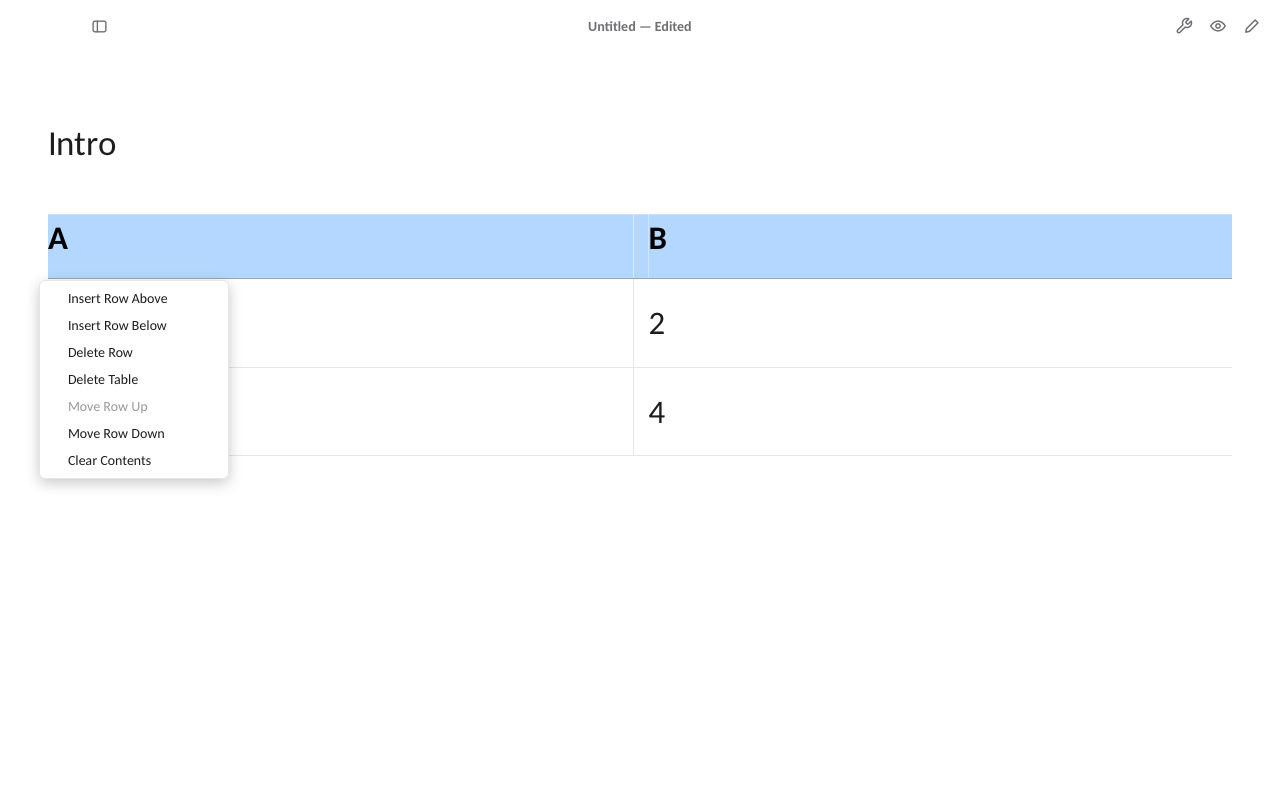 Untitled — Edited
Intro
A B
Insert Row Above
Insert Row Below
2
Delete Row
Delete Table
Move Row Up
4
Move Row Down
Clear Contents